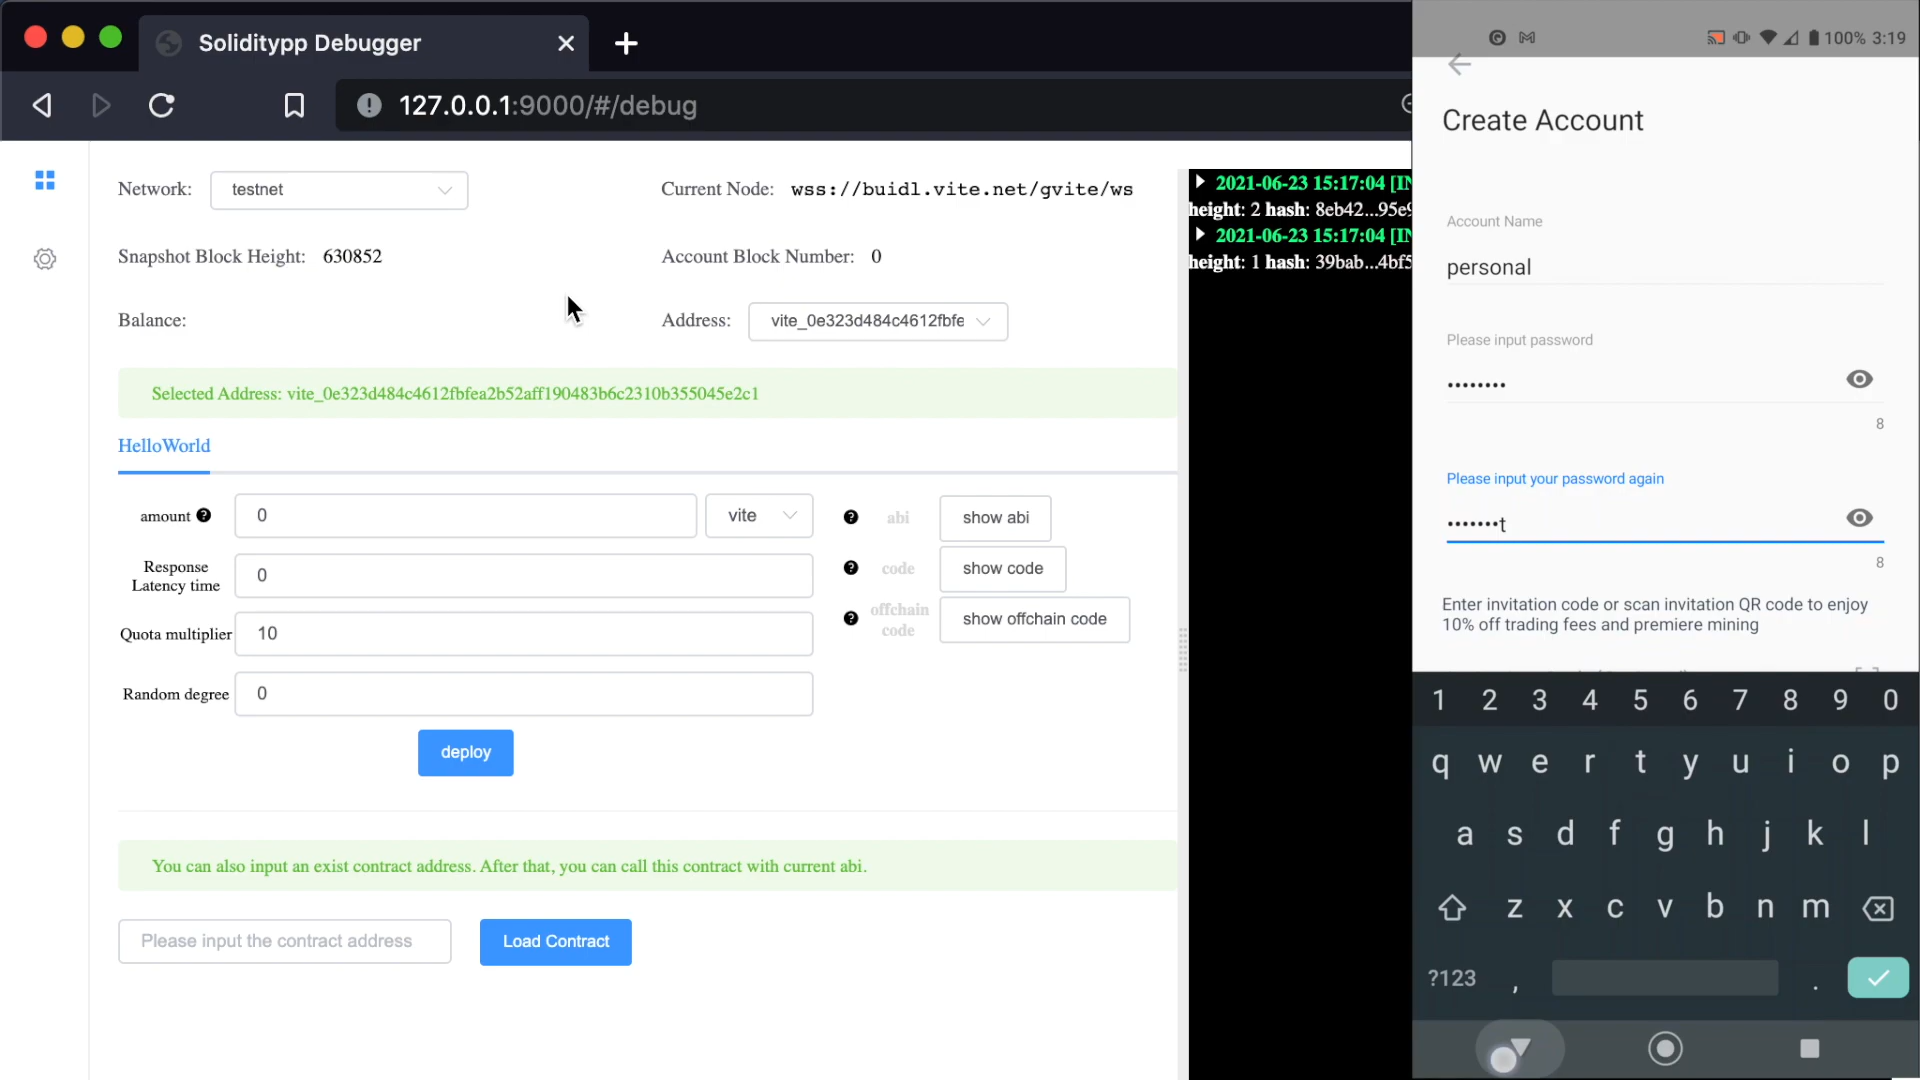 Soliditypp Debugger
127.0.0.1:9000/#/debug
Network: testnet
Current Node: wss://buidl.vite.net/gvite/ws
Snapshot Block Height: 630852
Account Block Number: 0
Balance:
Address: vite_0e323d484c4612fbfe
Selected Address: vite_0e323d484c4612fbfea2b52aff190483b6c2310b355045e2c1
HelloWorld
amount 0 vite
abi show abi
Response
Latency time 0
code show code
Quota multiplier 10
offchain
code show offchain code
Random degree 0
deploy
You can also input an exist contract address. After that, you can call this contract with current abi.
Please input the contract address Load Contract
2021-06-23 15:17:04 [IN
height: 2 hash: 8eb42...95e9
2021-06-23 15:17:04 [IN
height: 1 hash: 39bab...4bf5
100% 3:19
Create Account
Account Name
personal
Please input password
••••••••
8
Please input your password again
•••••••t
8
Enter invitation code or scan invitation QR code to enjoy
10% off trading fees and premiere mining
1 2 3 4 5 6 7 8 9 0
q w e r t y u i o p
a s d f g h j k l
z x c v b n m
?123 , .